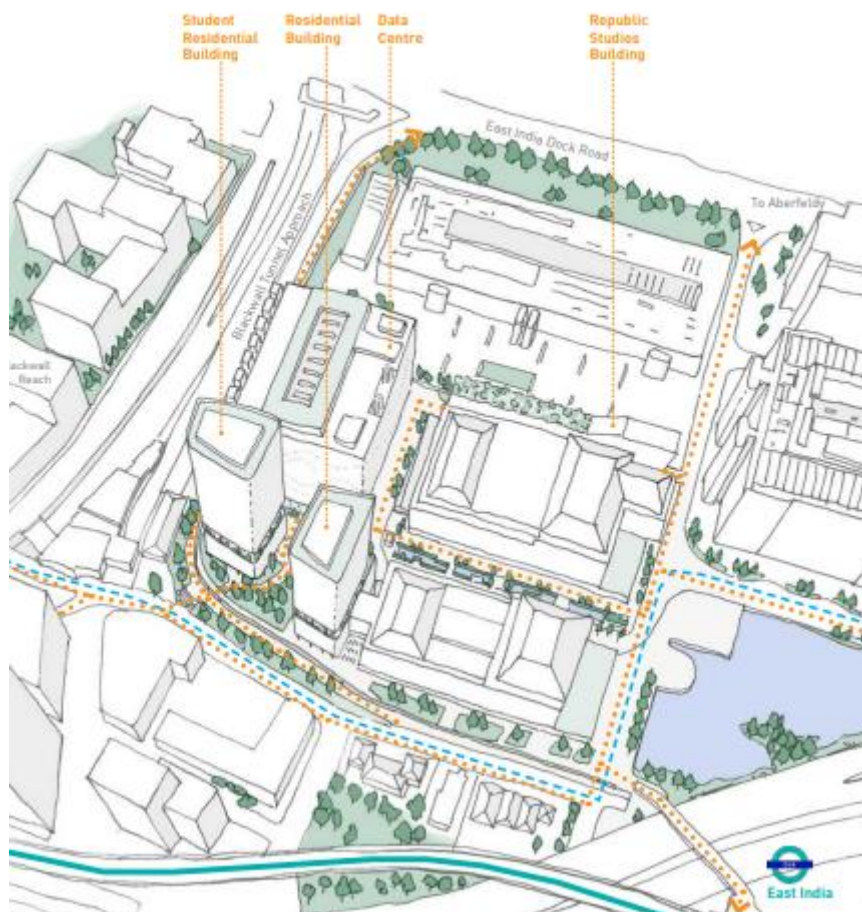 Student
Residential
Building
Residential
Building
Data
Centre
Republic
Studios
Building
East India Dock Road
To Aberfeldy
Blackwall Tunnel Approach
ackwall
Reach
East India